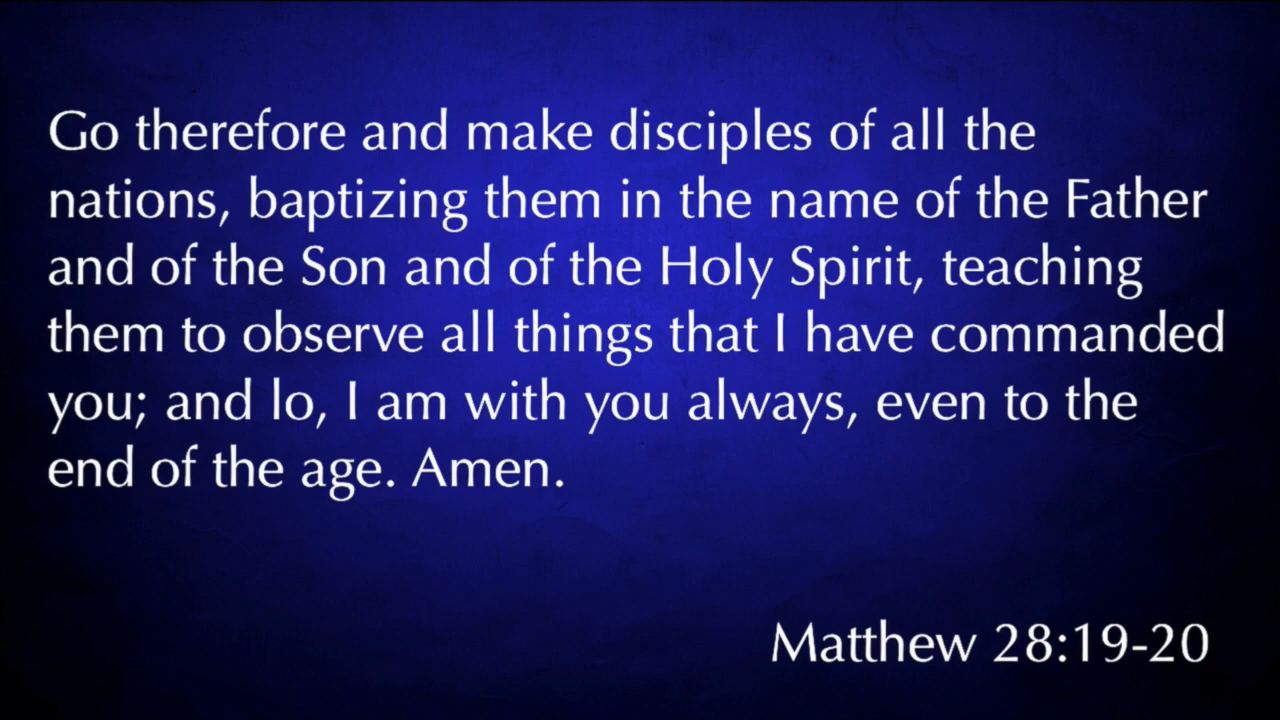 Go therefore and make disciples of all the
nations, baptizing them in the name of the Father
and of the Son and of the Holy Spirit, teaching
them to observe all things that I have commanded
you; and lo, I am with you always, even to the
end of the age. Amen.
Matthew 28:19-20